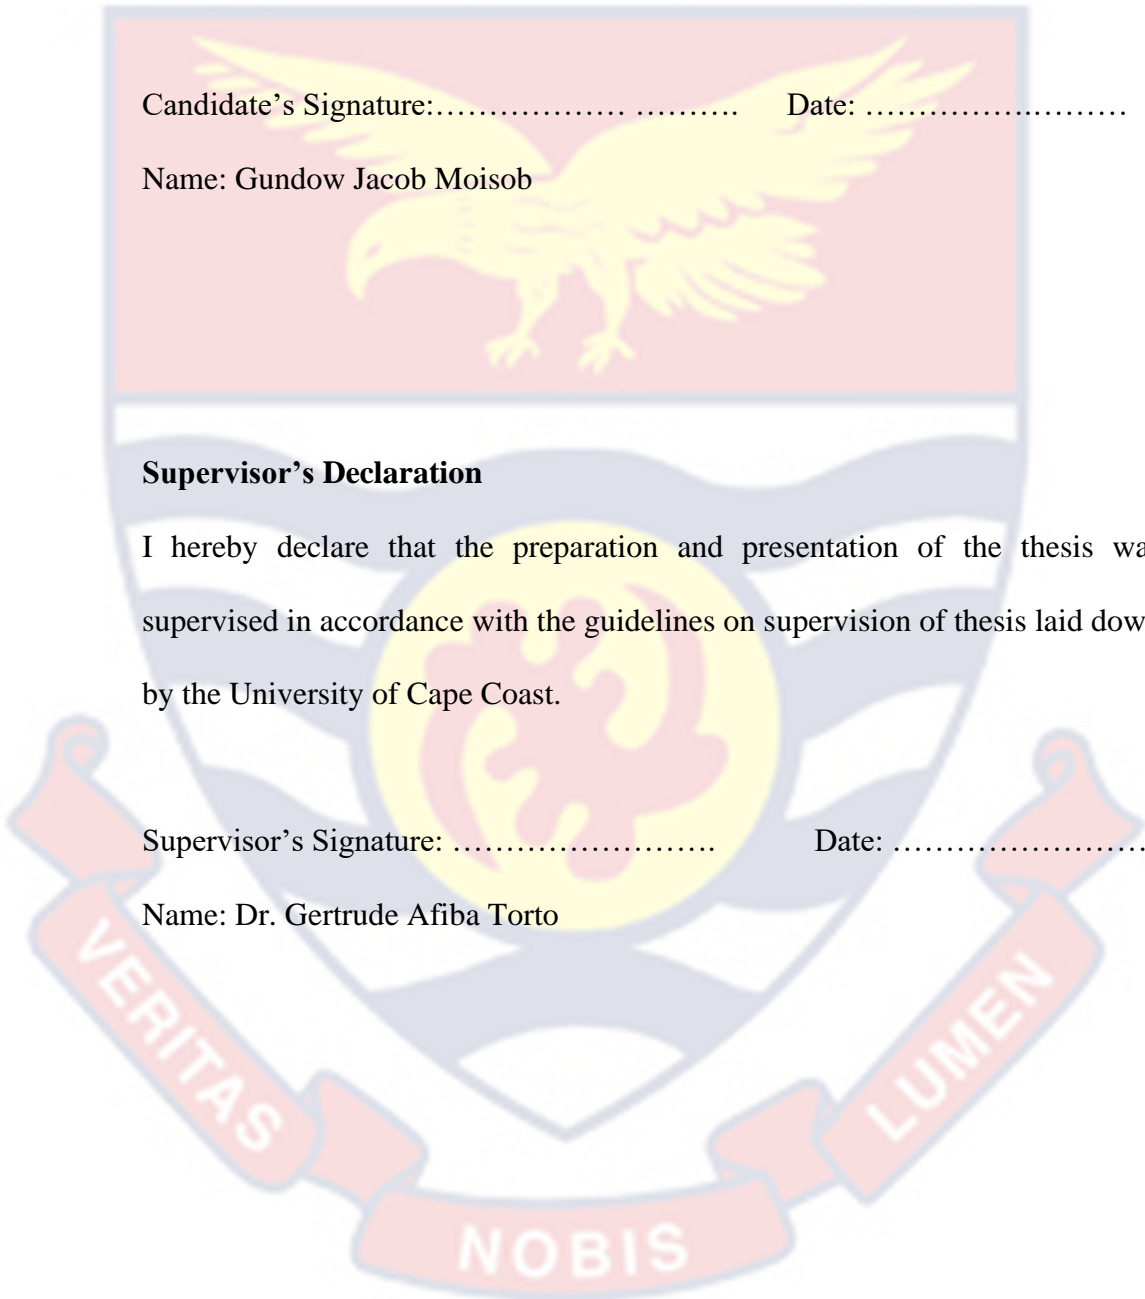 Candidate’s Signature:……………… ………. Date: …………….………
Name: Gundow Jacob Moisob
Supervisor’s Declaration
I hereby declare that the preparation and presentation of the thesis wa
supervised in accordance with the guidelines on supervision of thesis laid dow
by the University of Cape Coast.
Supervisor’s Signature: ……………………. Date: ……………………
Name: Dr. Gertrude Afiba Torto
VERITAS
NOBIS
LUMEN